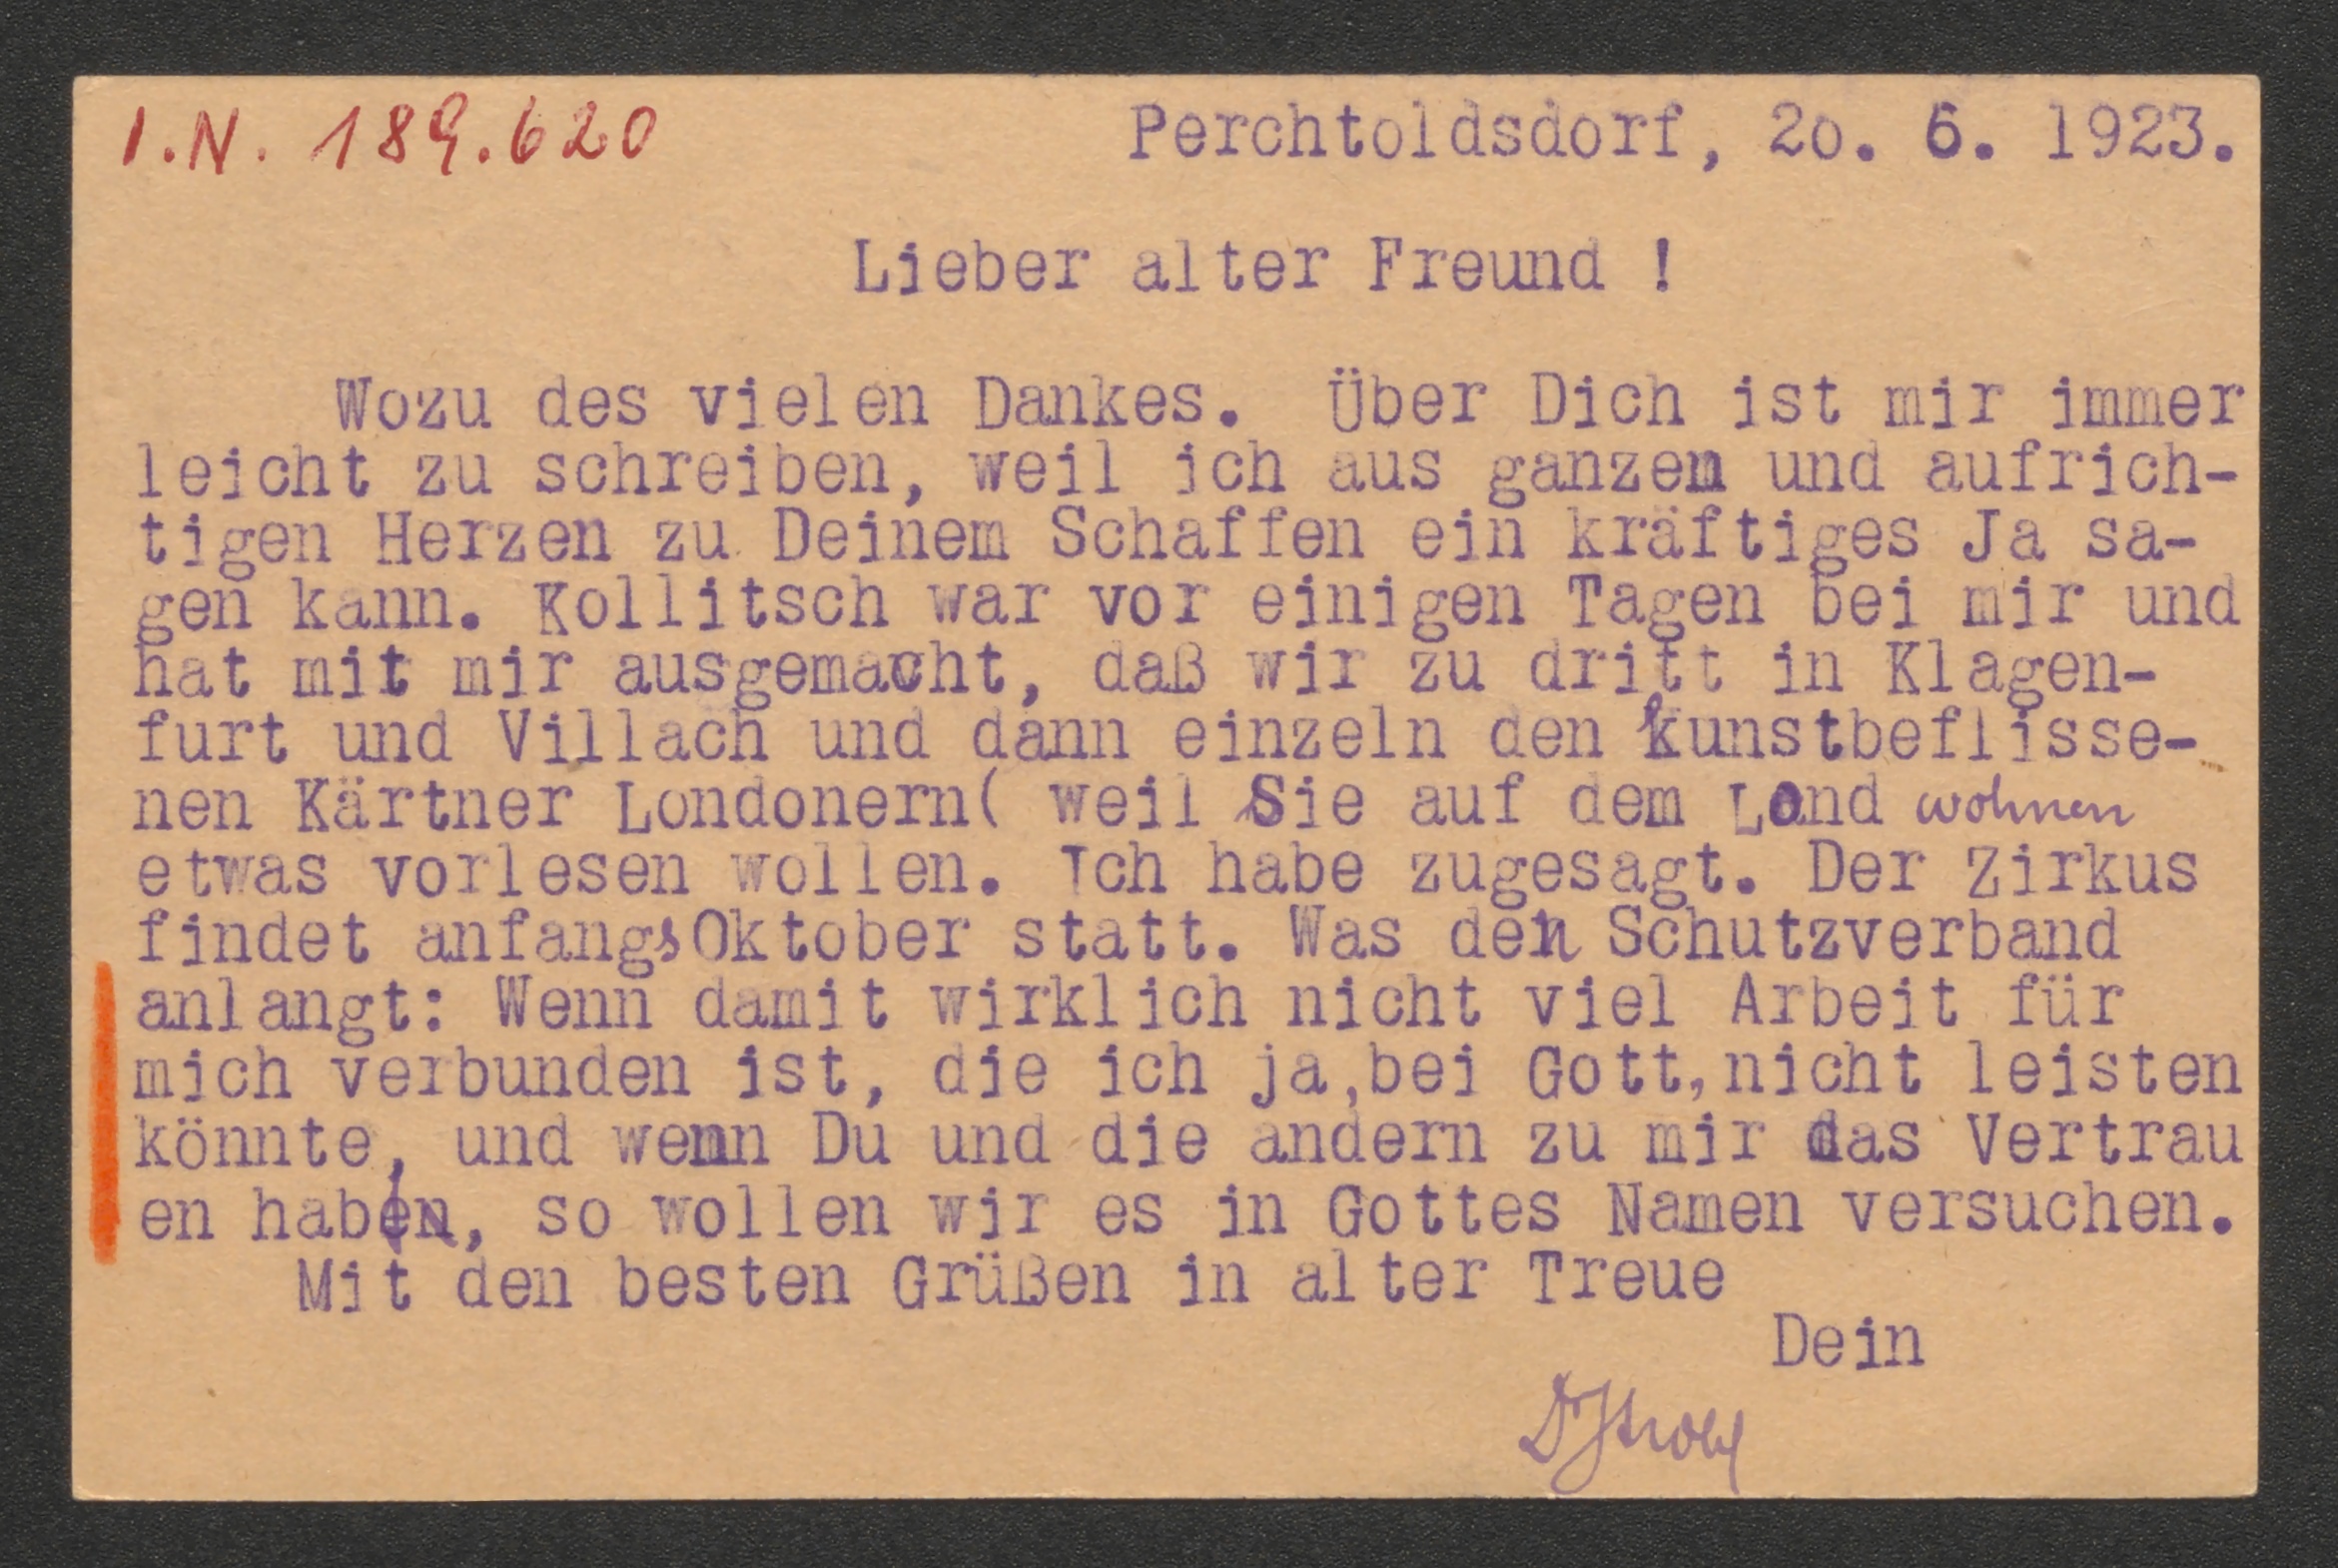 I.N. 189.620
Perchtoldsdorf, 20. 6. 1923.
Lieber alter Freund !
Wozu des vielen Dankes. Über Dich ist mir immer
leicht zu schreiben, weil ich aus ganzem und aufrich-
tigen Herzen zu Deinem Schaffen ein kräftiges Ja sa-
gen kann. Kollitsch war vor einigen Tagen bei mir und
hat mit mir ausgemacht, daß wir zu dritt in Klagen-
furt und Villach und dann einzeln den kunstbeflisse-
nen Kärtner Londonern( weil Sie auf dem Lond wohnen
etwas vorlesen wollen. Ich habe zugesagt. Der Zirkus
findet anfangs Oktober statt. Was den Schutzverband
anlangt: Wenn damit wirklich nicht viel Arbeit für
mich verbunden ist, die ich ja,bei Gott,nicht leisten
könnte, und wenn Du und die andern zu mir das Vertrau
en haben, so wollen wir es in Gottes Namen versuchen.
Mit den besten Grüßen in alter Treue
Dein
DrStrobl